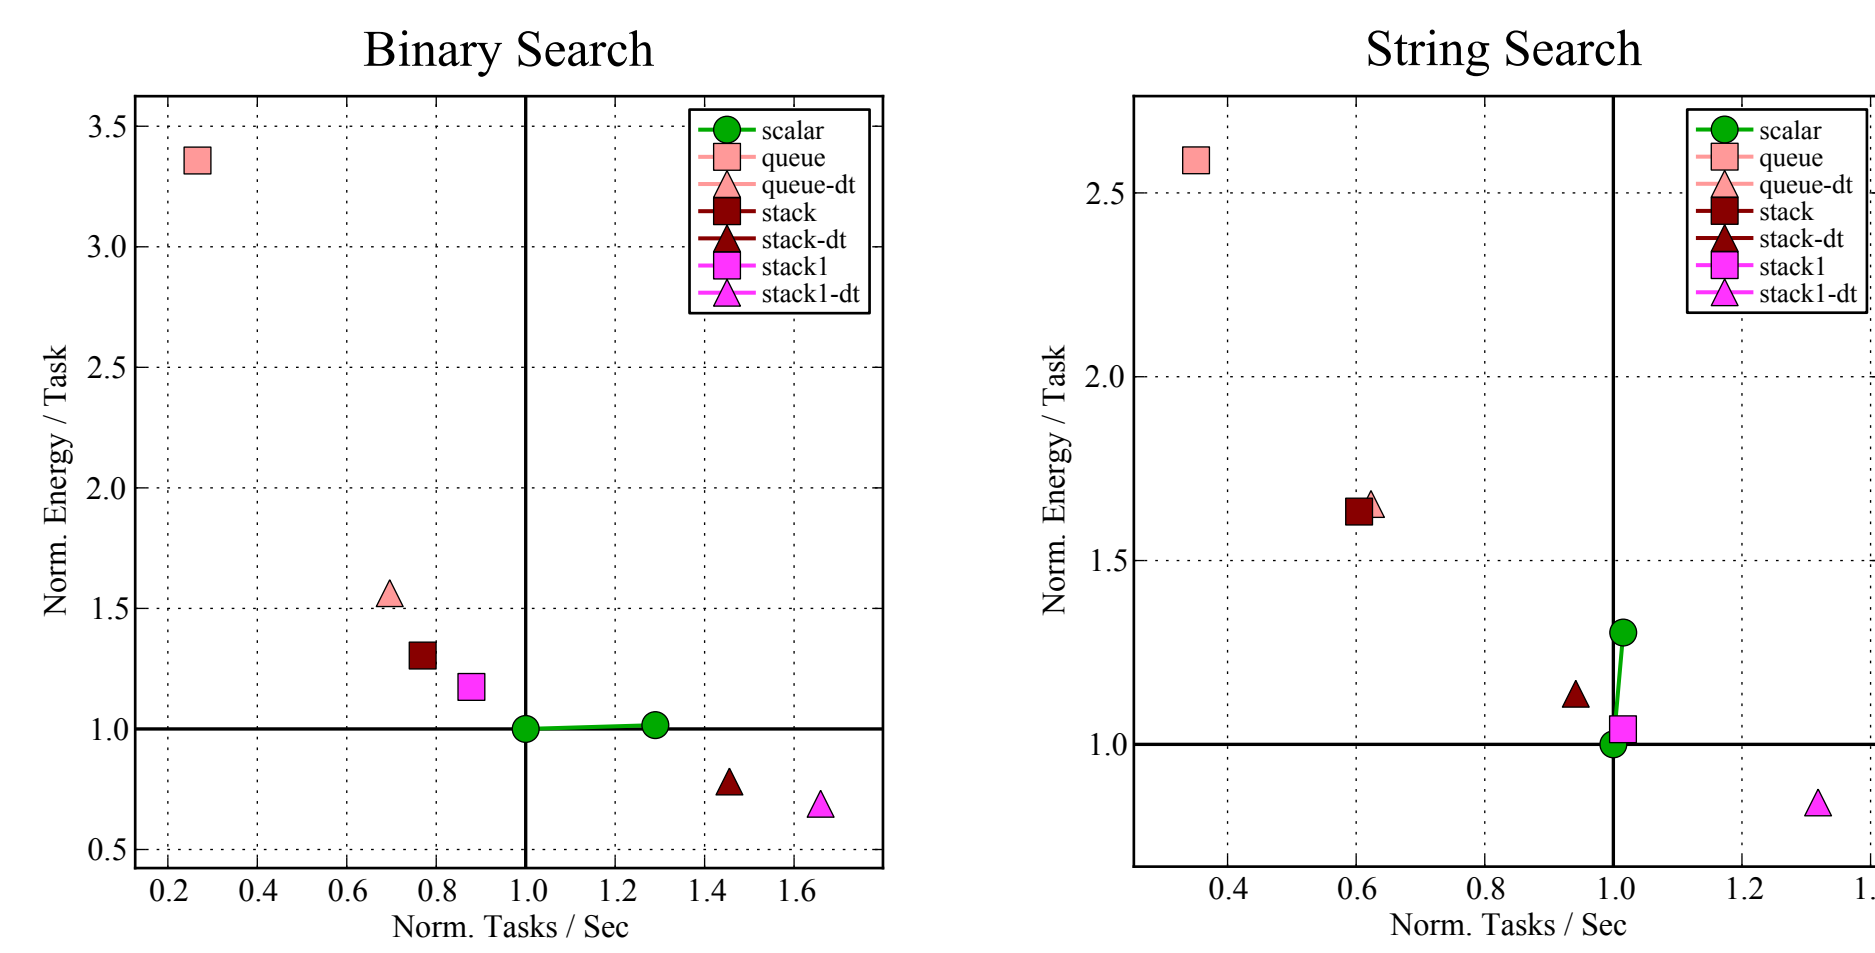 Binary Search
3.5
3.0
2.5
2.0
1.5
1.0
0.5
Norm. Energy / Task
scalar
queue
queue-dt
stack
stack-dt
stack1
stack1-dt
0.2 0.4 0.6 0.8 1.0 1.2 1.4 1.6
Norm. Tasks / Sec
String Search
2.5
2.0
1.5
1.0
Norm. Energy / Task
scalar
queue
queue-dt
stack
stack-dt
stack1
stack1-dt
0.4 0.6 0.8 1.0 1.2
Norm. Tasks / Sec